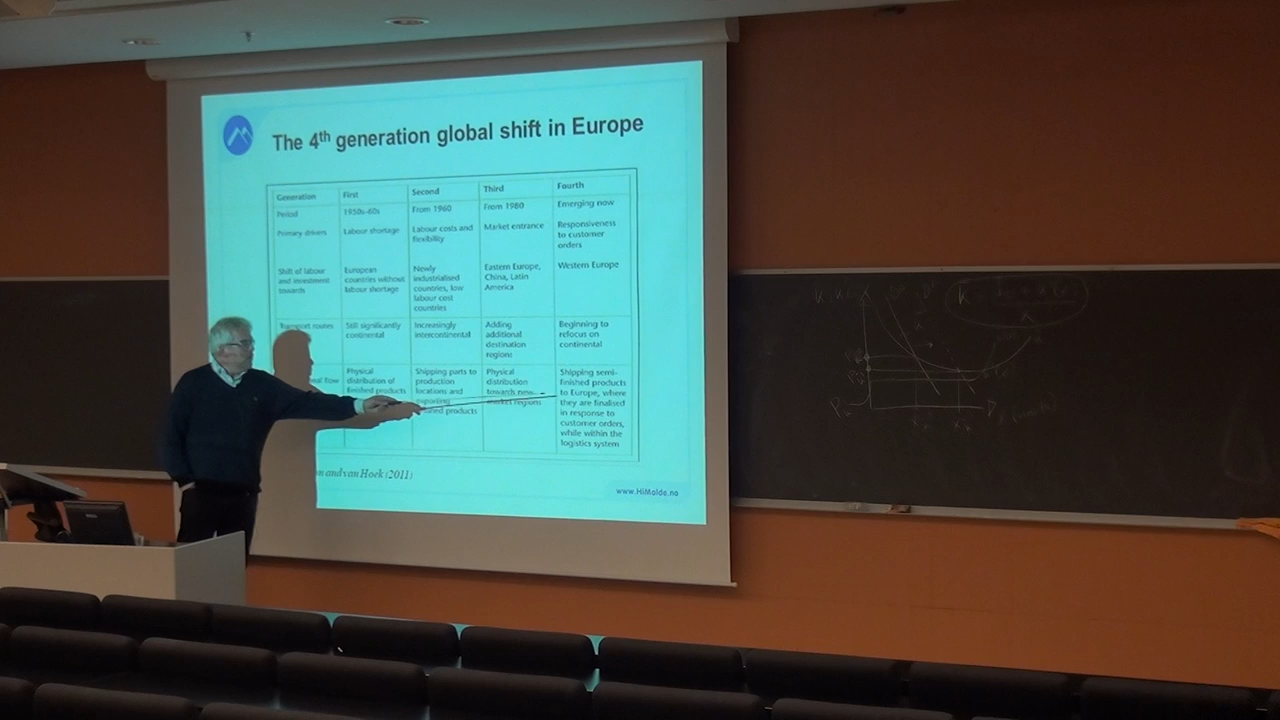 The 4th generation global shift in Europe
Generation First Second Third Fourth
Period 1950s-60s From 1960 From 1980 Emerging now
Primary drivers Labour shortage Labour costs and Market entrance Responsiveness
flexibility to customer
orders
Shift of labour European Newly Eastern Europe, Western Europe
and investment countries without industrialised China, Latin
towards labour shortage countries, low America
labour cost
countries
Transport routes Still significantly Increasingly Adding Beginning to
continental intercontinental additional refocus on
destination continental
regions
flow Physical Shipping parts to Physical Shipping semi-
distribution of production distribution finished products
finished products locations and towards new to Europe, where
exporting market regions they are finalised
products in response to
customer orders,
while within the
logistics system
and van Hoek (2011)
www.HiMolde.no
DELL